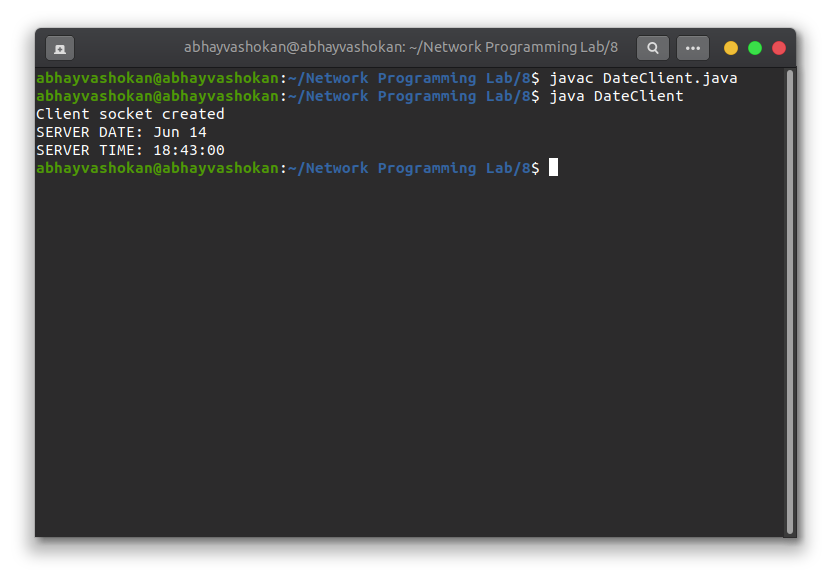 abhayvashokan@abhayvashokan: ~/Network Programming Lab/8
abhayvashokan@abhayvashokan:~/Network Programming Lab/8$ javac DateClient.java
abhayvashokan@abhayvashokan:~/Network Programming Lab/8$ java DateClient
Client socket created
SERVER DATE: Jun 14
SERVER TIME: 18:43:00
abhayvashokan@abhayvashokan:~/Network Programming Lab/8$